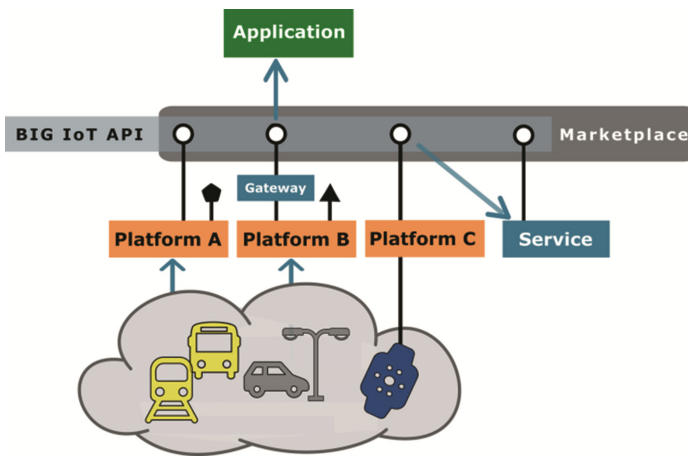 Application
BIG IoT API
Marketplace
Gateway
Platform A
Platform B
Platform C
Service